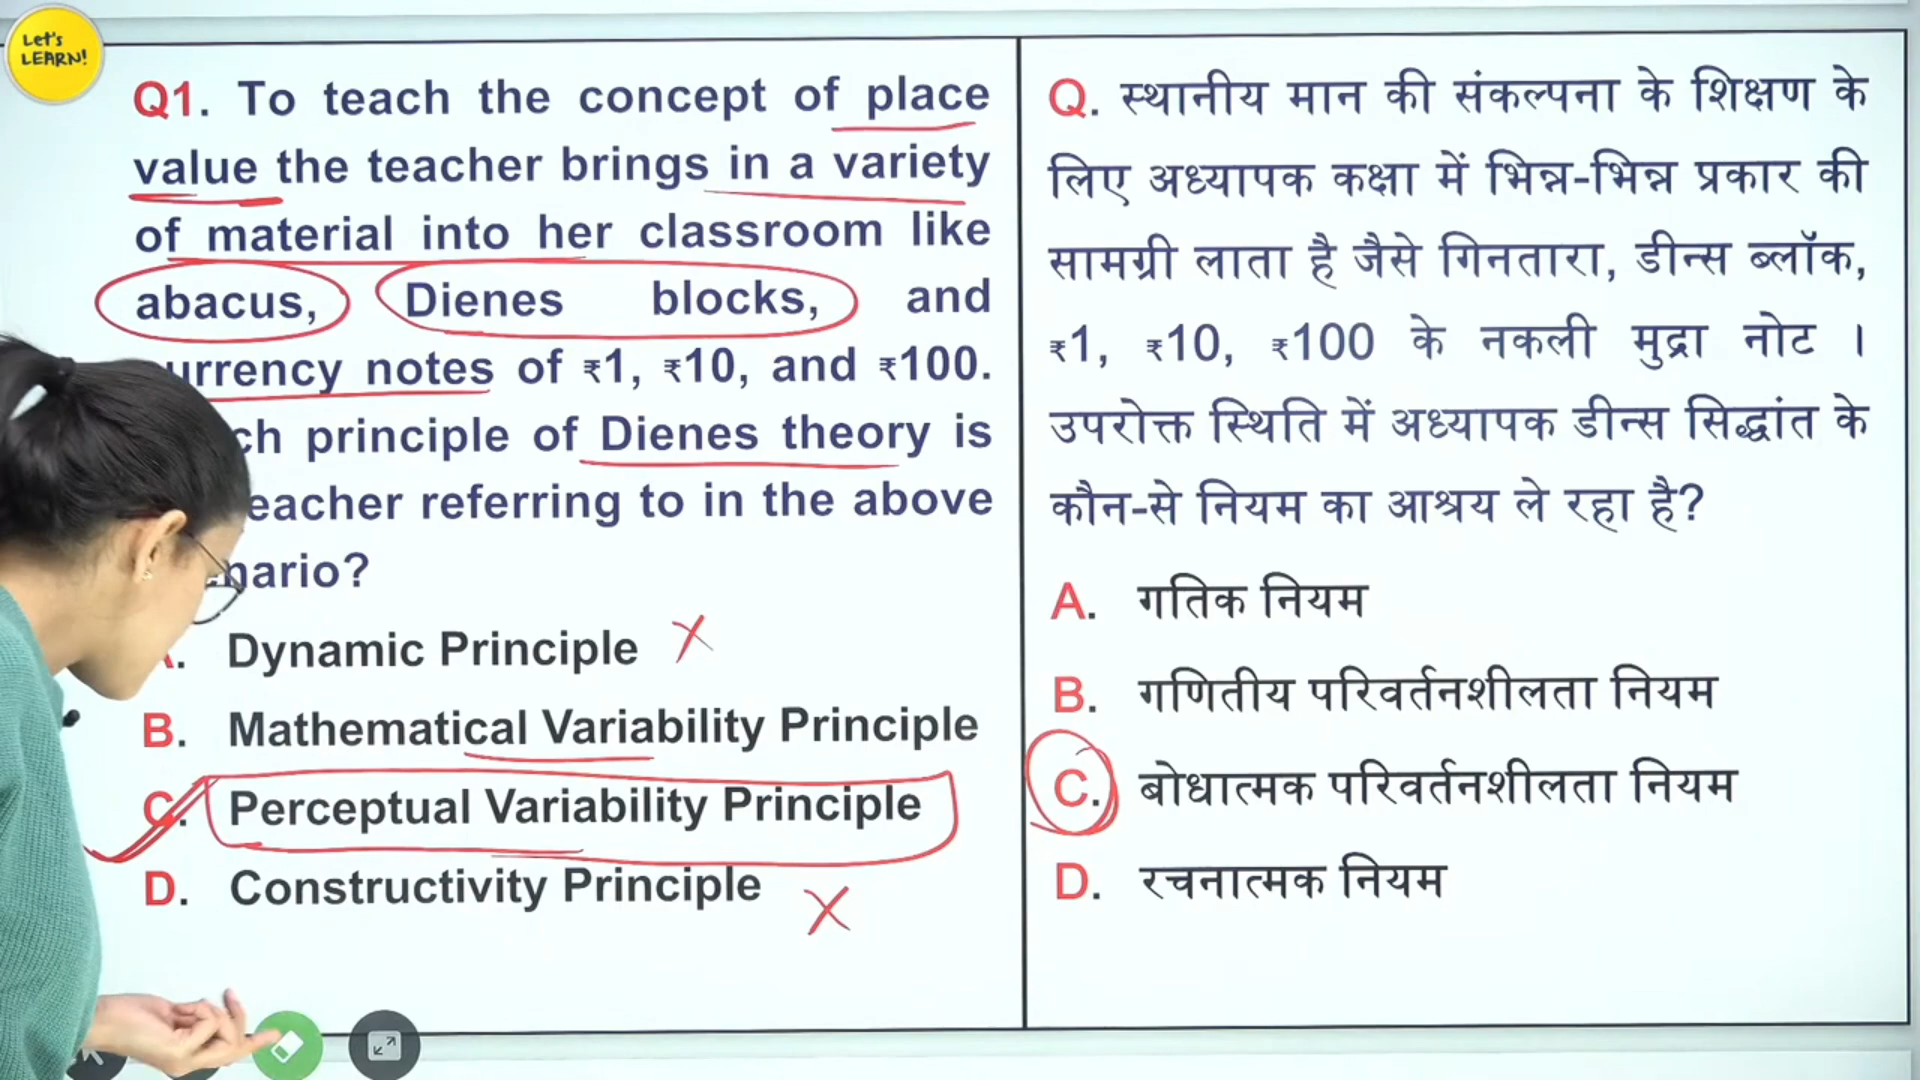 Let's
LEARN!
Q1. To teach the concept of place
value the teacher brings in a variety
of material into her classroom like
abacus, Dienes blocks, and
urrency notes of ₹1, ₹10, and ₹100.
ch principle of Dienes theory is
eacher referring to in the above
nario?
Dynamic Principle
B. Mathematical Variability Principle
C. Perceptual Variability Principle
D. Constructivity Principle
Q. स्थानीय मान की संकल्पना के शिक्षण के
लिए अध्यापक कक्षा में भिन्न-भिन्न प्रकार की
सामग्री लाता है जैसे गिनतारा, डीन्स ब्लॉक,
₹1, ₹10, ₹100 के नकली मुद्रा नोट ।
उपरोक्त स्थिति में अध्यापक डीन्स सिद्धांत के
कौन-से नियम का आश्रय ले रहा है?
A. गतिक नियम
B. गणितीय परिवर्तनशीलता नियम
C. बोधात्मक परिवर्तनशीलता नियम
D. रचनात्मक नियम